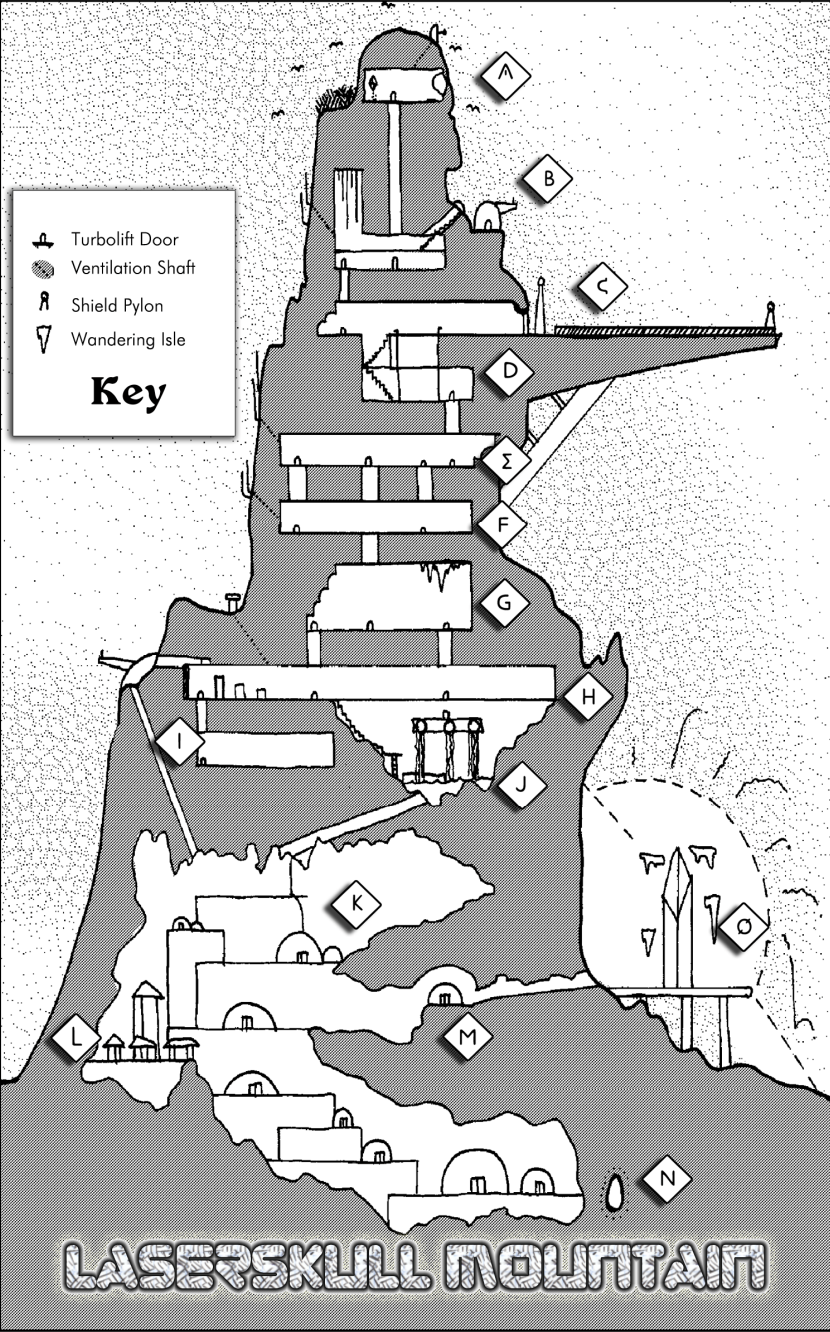 A
B
Turbolift Door
Ventilation Shaft
Shield Pylon
Wandering Isle
Key
C
D
Σ
F
G
H
I
J
K
O
L
M
N
LASERSKULL MOUNTAIN